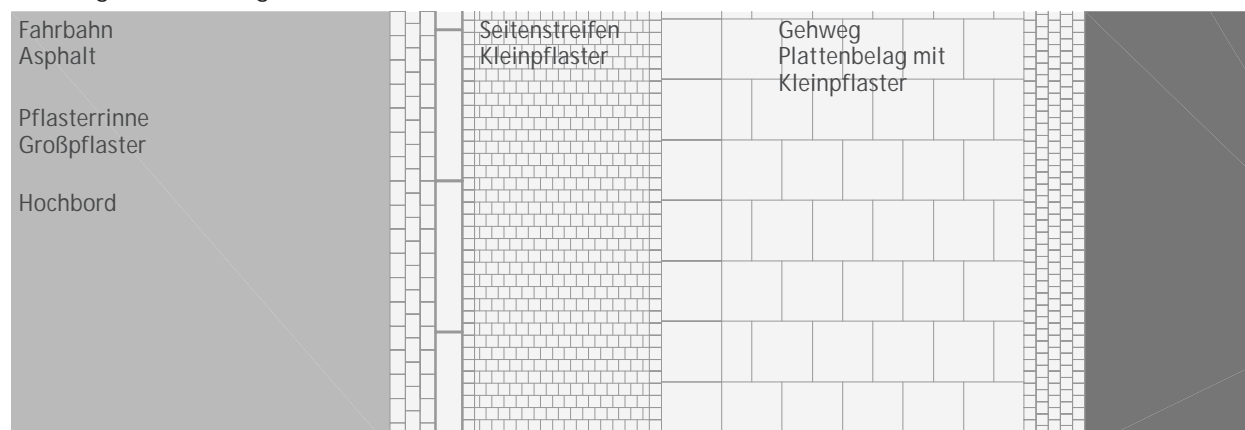 Fahrbahn
Asphalt
Pflasterrinne
Großpflaster
Hochbord
Seitenstreifen
Kleinpflaster
Gehweg
Plattenbelag mit
Kleinpflaster